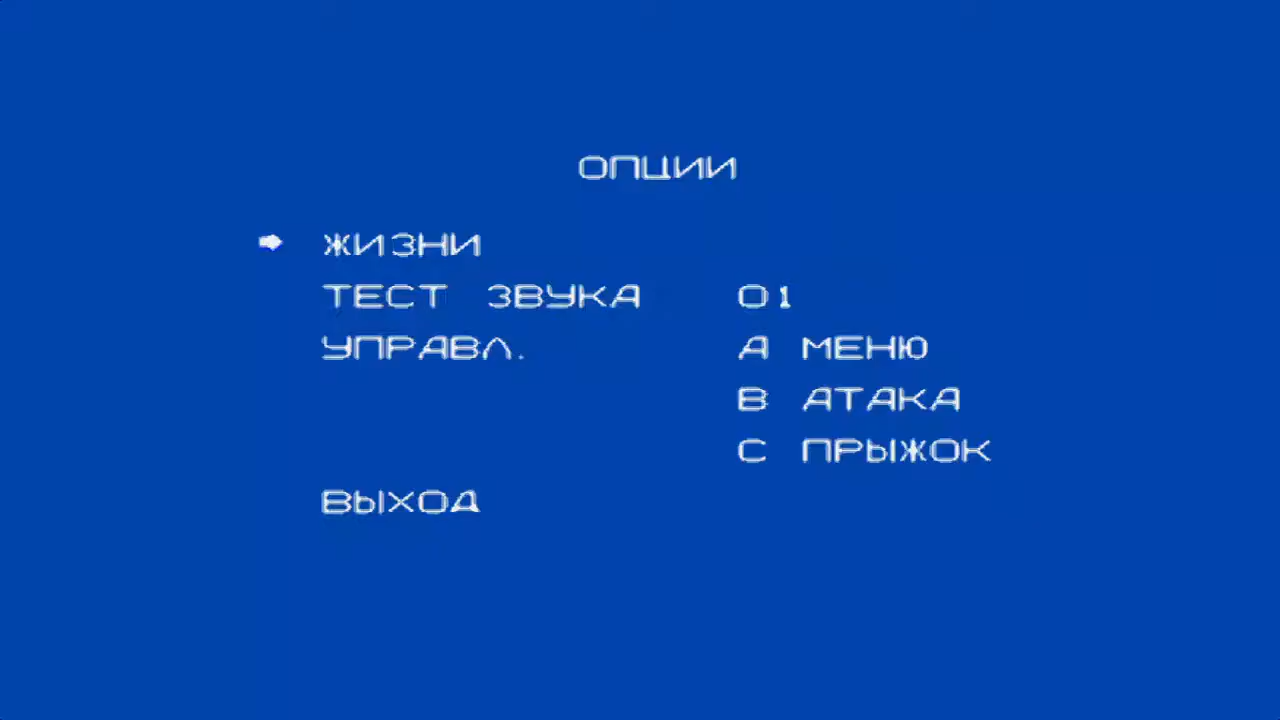 ОПЦИИ
ЖИЗНИ
ТЕСТ ЗВУКА 01
УПРАВЛ. A МЕНЮ
B АТАКА
C ПРЫЖОК
ВЫХОД